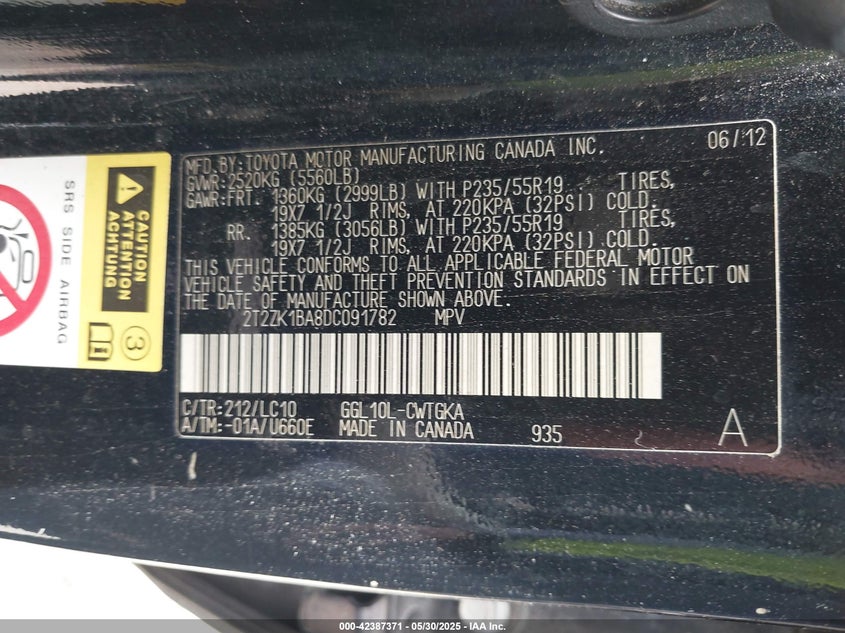 MFD. BY: TOYOTA MOTOR MANUFACTURING CANADA INC. 06/12
GVWR: 2520KG (5560LB)
GAWR: FRT. 1360KG (2999LB) WITH P235/55R19 TIRES,
19X7 1/2J RIMS, AT 220KPA (32PSI) COLD.
RR. 1385KG (3056LB) WITH P235/55R19 TIRES,
19X7 1/2J RIMS, AT 220KPA (32PSI) COLD.
THIS VEHICLE CONFORMS TO ALL APPLICABLE FEDERAL MOTOR
VEHICLE SAFETY AND THEFT PREVENTION STANDARDS IN EFFECT ON
THE DATE OF MANUFACTURE SHOWN ABOVE.
2T2ZK1BA8DC091782 MPV
C/TR: 212/LC10 GGL10L-CWTGKA
A/TM: -01A/U660E MADE IN CANADA 935 A
CAUTION
ATTENTION
ACHTUNG
3
SRS SIDE AIRBAG
000-42387371 - 05/30/2025 - IAA Inc.